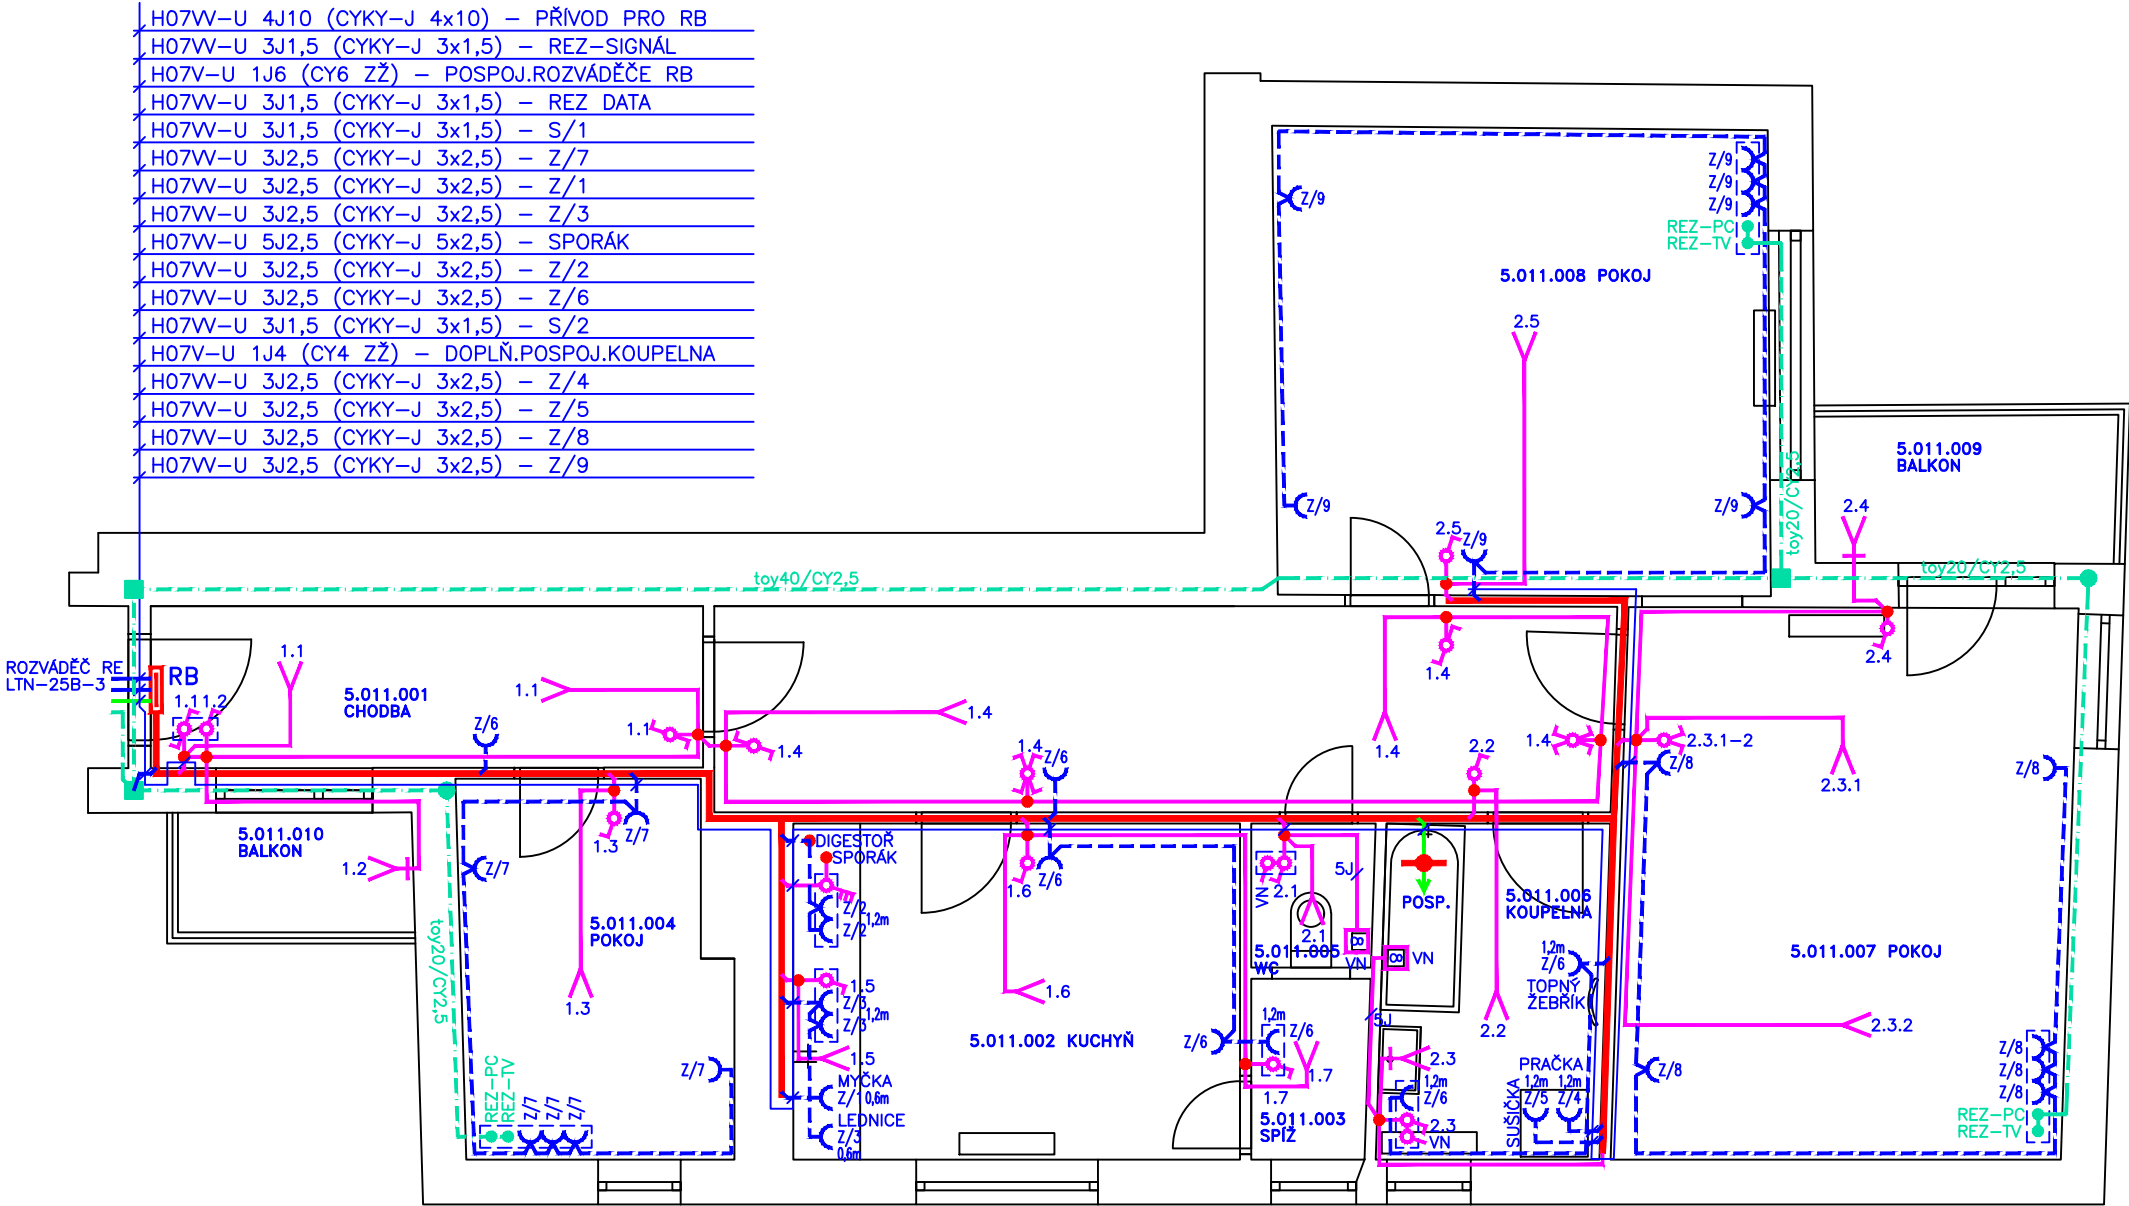 H07VV-U 4J10 (CYKY-J 4x10) - PŘÍVOD PRO RB
H07VV-U 3J1,5 (CYKY-J 3x1,5) - REZ-SIGNÁL
H07V-U 1J6 (CY6 ZŽ) - POSPOJ.ROZVÁDĚČE RB
H07VV-U 3J1,5 (CYKY-J 3x1,5) - REZ DATA
H07VV-U 3J1,5 (CYKY-J 3x1,5) - S/1
H07VV-U 3J2,5 (CYKY-J 3x2,5) - Z/7
H07VV-U 3J2,5 (CYKY-J 3x2,5) - Z/1
H07VV-U 3J2,5 (CYKY-J 3x2,5) - Z/3
H07VV-U 5J2,5 (CYKY-J 5x2,5) - SPORÁK
H07VV-U 3J2,5 (CYKY-J 3x2,5) - Z/2
H07VV-U 3J2,5 (CYKY-J 3x2,5) - Z/6
H07VV-U 3J1,5 (CYKY-J 3x1,5) - S/2
H07V-U 1J4 (CY4 ZŽ) - DOPLŇ.POSPOJ.KOUPELNA
H07VV-U 3J2,5 (CYKY-J 3x2,5) - Z/4
H07VV-U 3J2,5 (CYKY-J 3x2,5) - Z/5
H07VV-U 3J2,5 (CYKY-J 3x2,5) - Z/8
H07VV-U 3J2,5 (CYKY-J 3x2,5) - Z/9
Z/9
Z/9
Z/9
Z/9
REZ-PC
REZ-TV
5.011.008 POKOJ
2.5
Z/9
Z/9
toy20/CY2,5
5.011.009
BALKON
2.4
2.5
Z/9
toy40/CY2,5
toy20/CY2,5
ROZVÁDĚČ RE
LTN-25B-3
RB
1.1
1.1
1.1
1.2
5.011.001
CHODBA
Z/6
1.1
1.4
1.4
1.4
Z/6
1.4
1.4
2.2
1.4
2.3.1-2
2.4
Z/8
Z/8
2.3.1
5.011.010
BALKON
1.2
1.3
Z/7
Z/7
5.011.004
POKOJ
toy20/CY2,5
1.3
REZ-PC
REZ-TV
Z/7
Z/7
Z/7
Z/7
DIGESTOŘ
SPORÁK
Z/2
1,2m
Z/2
1.5
Z/3
1,2m
Z/3
1.5
MYČKA
Z/1
0,6m
LEDNICE
Z/3
0,6m
1.6
Z/6
1.6
5.011.002 KUCHYŇ
Z/6
1,2m
Z/6
1.7
1.7
5.011.003
SPÍŽ
VN
2.1
5J
2.1
5.011.005
WC
VN
8
8
VN
5J
POSP.
5.011.006
KOUPELNA
1,2m
Z/6
TOPNÝ
ŽEBŘÍK
2.2
2.3
1,2m
Z/6
2.3
VN
PRAČKA
SUŠIČKA
1,2m
1,2m
Z/5
Z/4
5.011.007 POKOJ
2.3.2
Z/8
Z/8
Z/8
Z/8
REZ-PC
REZ-TV